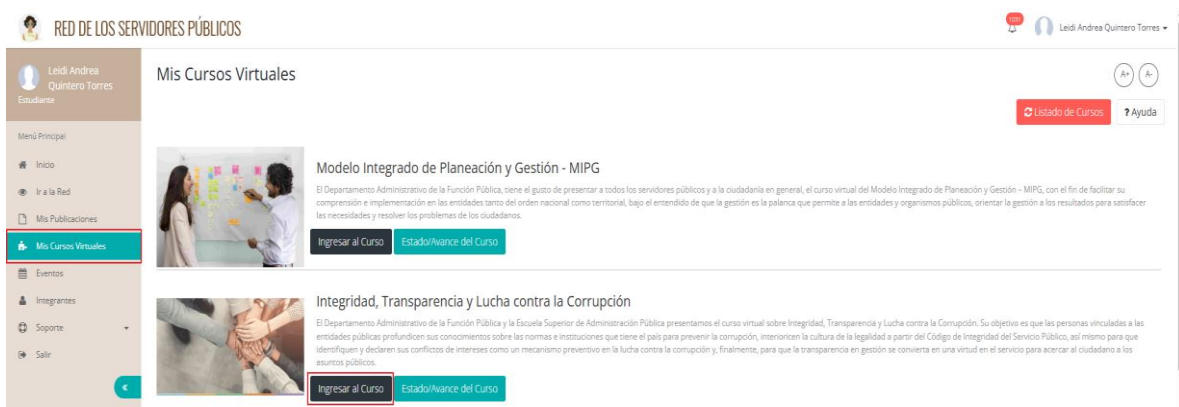 RED DE LOS SERVIDORES PÚBLICOS
Leidi Andrea Quintero Torres
Leidi Andrea
Quintero Torres
Estudiante
Menú Principal
Inicio
Ir a la Red
Mis Publicaciones
Mis Cursos Virtuales
Eventos
Integrantes
Soporte
Salir
Mis Cursos Virtuales
A+ A-
Listado de Cursos ? Ayuda
Modelo Integrado de Planeación y Gestión - MIPG
El Departamento Administrativo de la Función Pública, tiene el gusto de presentar a todos los servidores públicos y a la ciudadanía en general, el curso virtual del Modelo Integrado de Planeación y Gestión – MIPG, con el fin de facilitar su
comprensión e implementación en las entidades tanto del orden nacional como territorial, bajo el entendido de que la gestión es la palanca que permite a las entidades y organismos públicos, orientar la gestión a los resultados para satisfacer
las necesidades y resolver los problemas de los ciudadanos.
Ingresar al Curso Estado/Avance del Curso
Integridad, Transparencia y Lucha contra la Corrupción
El Departamento Administrativo de la Función Pública y la Escuela Superior de Administración Pública presentamos el curso virtual sobre Integridad, Transparencia y Lucha contra la Corrupción. Su objetivo es que las personas vinculadas a las
entidades públicas profundicen sus conocimientos sobre las normas e instituciones que tiene el país para prevenir la corrupción, interioricen la cultura de la legalidad a partir del Código de Integridad del Servicio Público, así mismo para que
identifiquen y declaren sus conflictos de intereses como un mecanismo preventivo en la lucha contra la corrupción y, finalmente, para que la transparencia en gestión se convierta en una virtud en el servicio para acercar al ciudadano a los
asuntos públicos.
Ingresar al Curso Estado/Avance del Curso